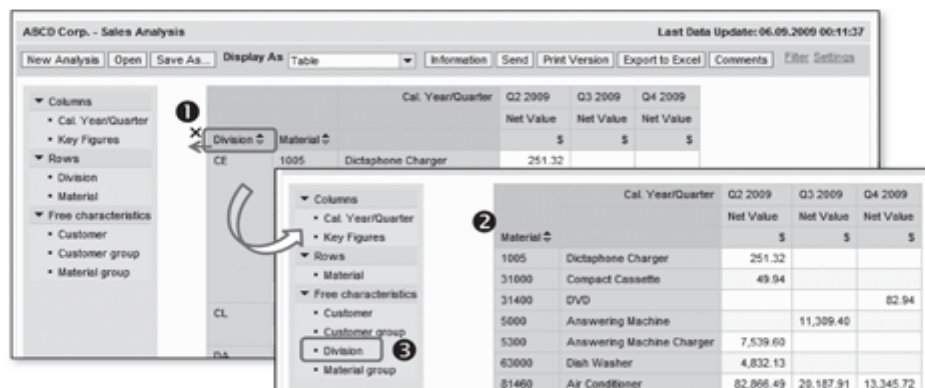 ABCD Corp. - Sales Analysis Last Data Update: 06.09.2009 00:11:37
New Analysis Open Save As... Display As Table Information Send Print Version Export to Excel Comments Filter Settings
Columns
Cal. Year/Quarter
Key Figures
Rows
Division
Material
Free characteristics
Customer
Customer group
Material group
1
Cal. Year/Quarter Q2 2009 Q3 2009 Q4 2009
Net Value Net Value Net Value
Division Material $ $ $
CE 1005 Dictaphone Charger 251.32
CL
DA
Columns
Cal. Year/Quarter
Key Figures
Rows
Material
Free characteristics
Customer
Customer group
Division 3
Material group
2
Cal. Year/Quarter Q2 2009 Q3 2009 Q4 2009
Net Value Net Value Net Value
Material $ $ $
1005 Dictaphone Charger 251.32
31000 Compact Cassette 49.94
31400 DVD 82.94
5000 Answering Machine 11,309.40
5300 Answering Machine Charger 7,539.60
63000 Dish Washer 4,832.13
81460 Air Conditioner 82,866.49 20,187.91 13,345.72